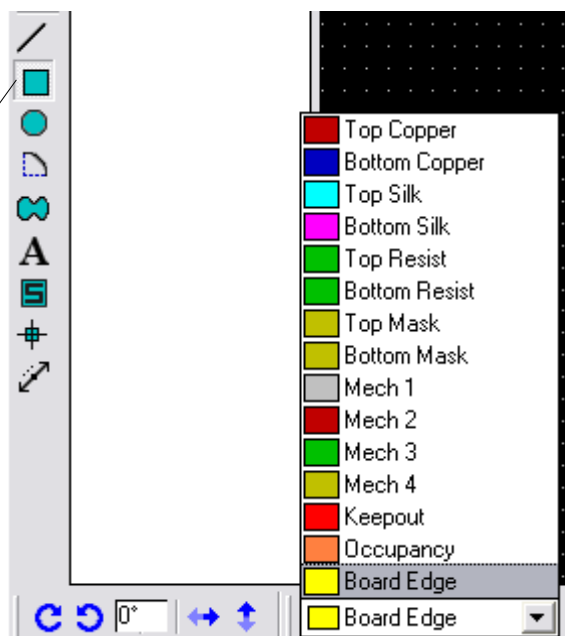 Top Copper
Bottom Copper
Top Silk
Bottom Silk
Top Resist
Bottom Resist
Top Mask
Bottom Mask
A
S
Mech 1
Mech 2
Mech 3
Mech 4
Keepout
Occupancy
Board Edge
0°
Board Edge